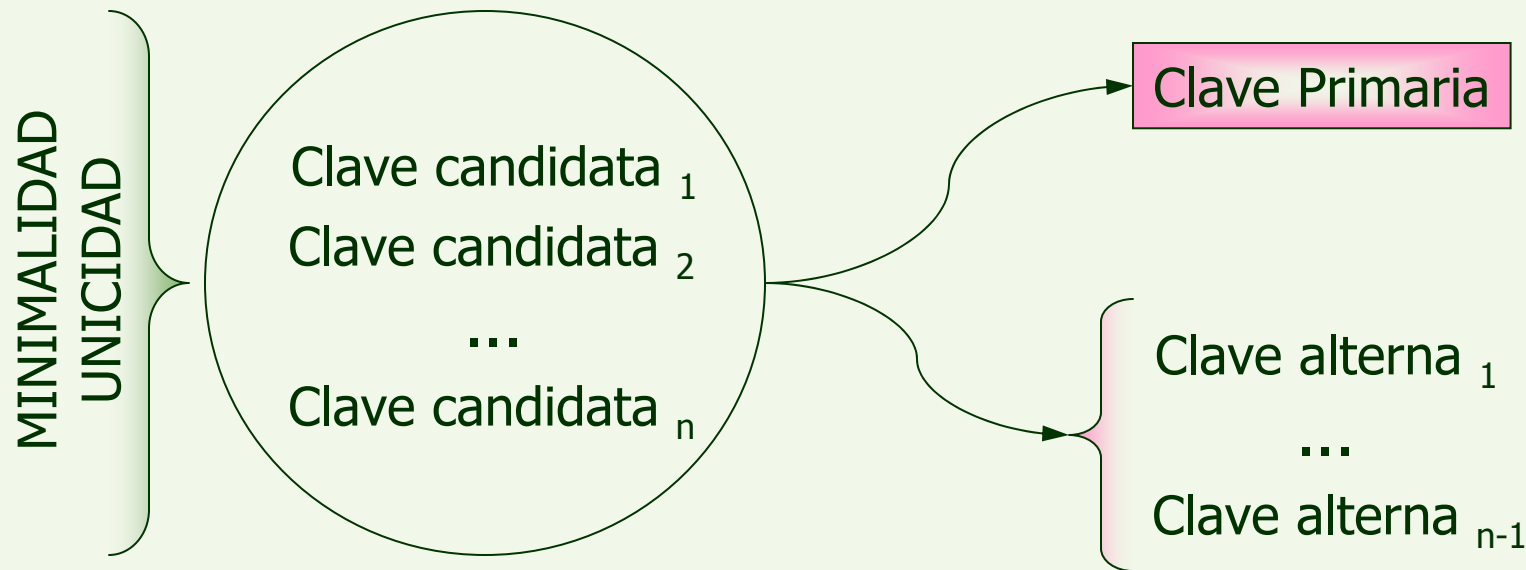 MINIMALIDAD
UNICIDAD
Clave candidata 1
Clave candidata 2
...
Clave candidata n
Clave Primaria
Clave alterna 1
...
Clave alterna n-1